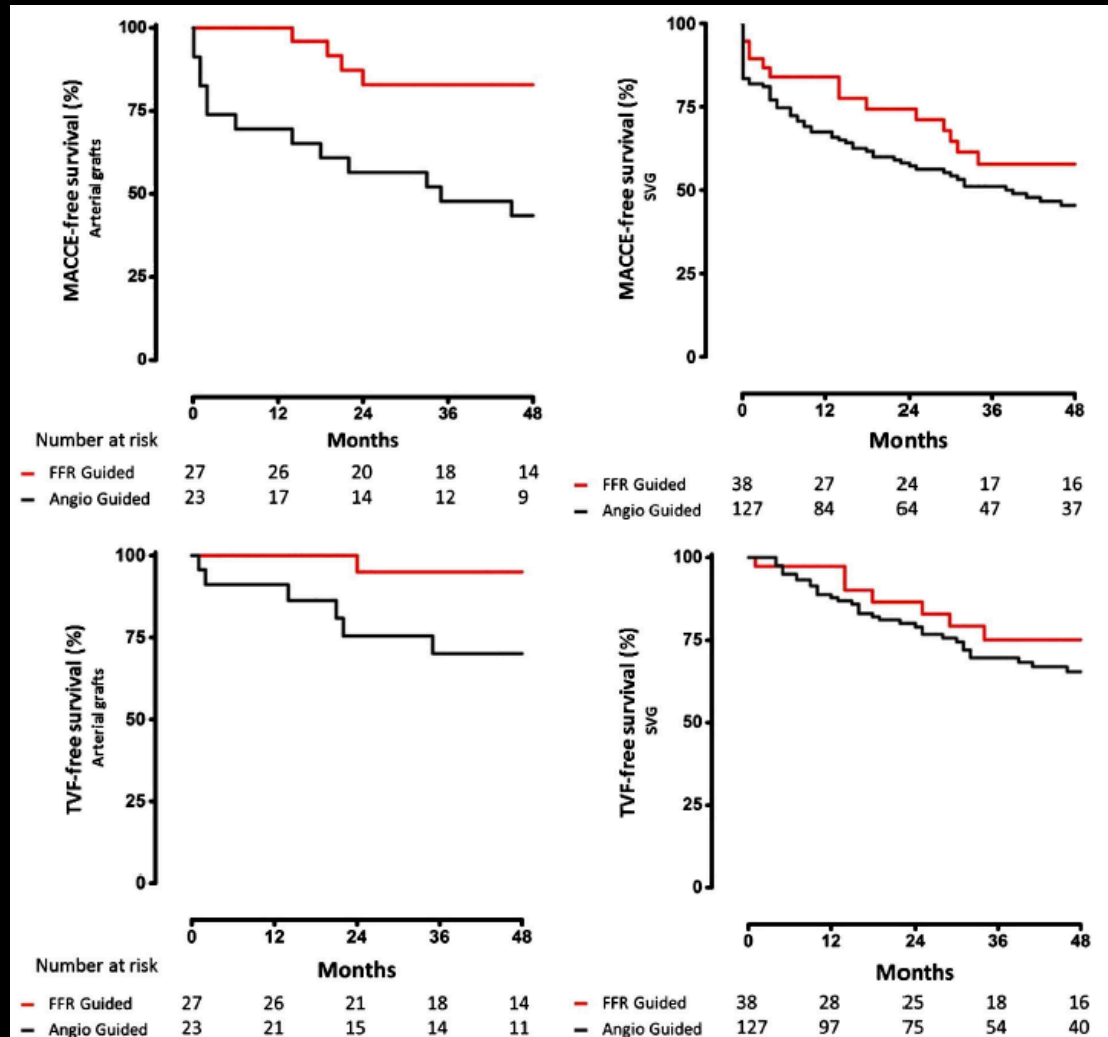 MACCE-free survival (%)
Arterial grafts
100
75
50
25
0
0 12 24 36 48
Months
Number at risk
FFR Guided 27 26 20 18 14
Angio Guided 23 17 14 12 9
MACCE-free survival (%)
SVG
100
75
50
25
0
0 12 24 36 48
Months
FFR Guided 38 27 24 17 16
Angio Guided 127 84 64 47 37
TVF-free survival (%)
Arterial grafts
100
75
50
25
0
0 12 24 36 48
Months
Number at risk
FFR Guided 27 26 21 18 14
Angio Guided 23 21 15 14 11
TVF-free survival (%)
SVG
100
75
50
25
0
0 12 24 36 48
Months
FFR Guided 38 28 25 18 16
Angio Guided 127 97 75 54 40